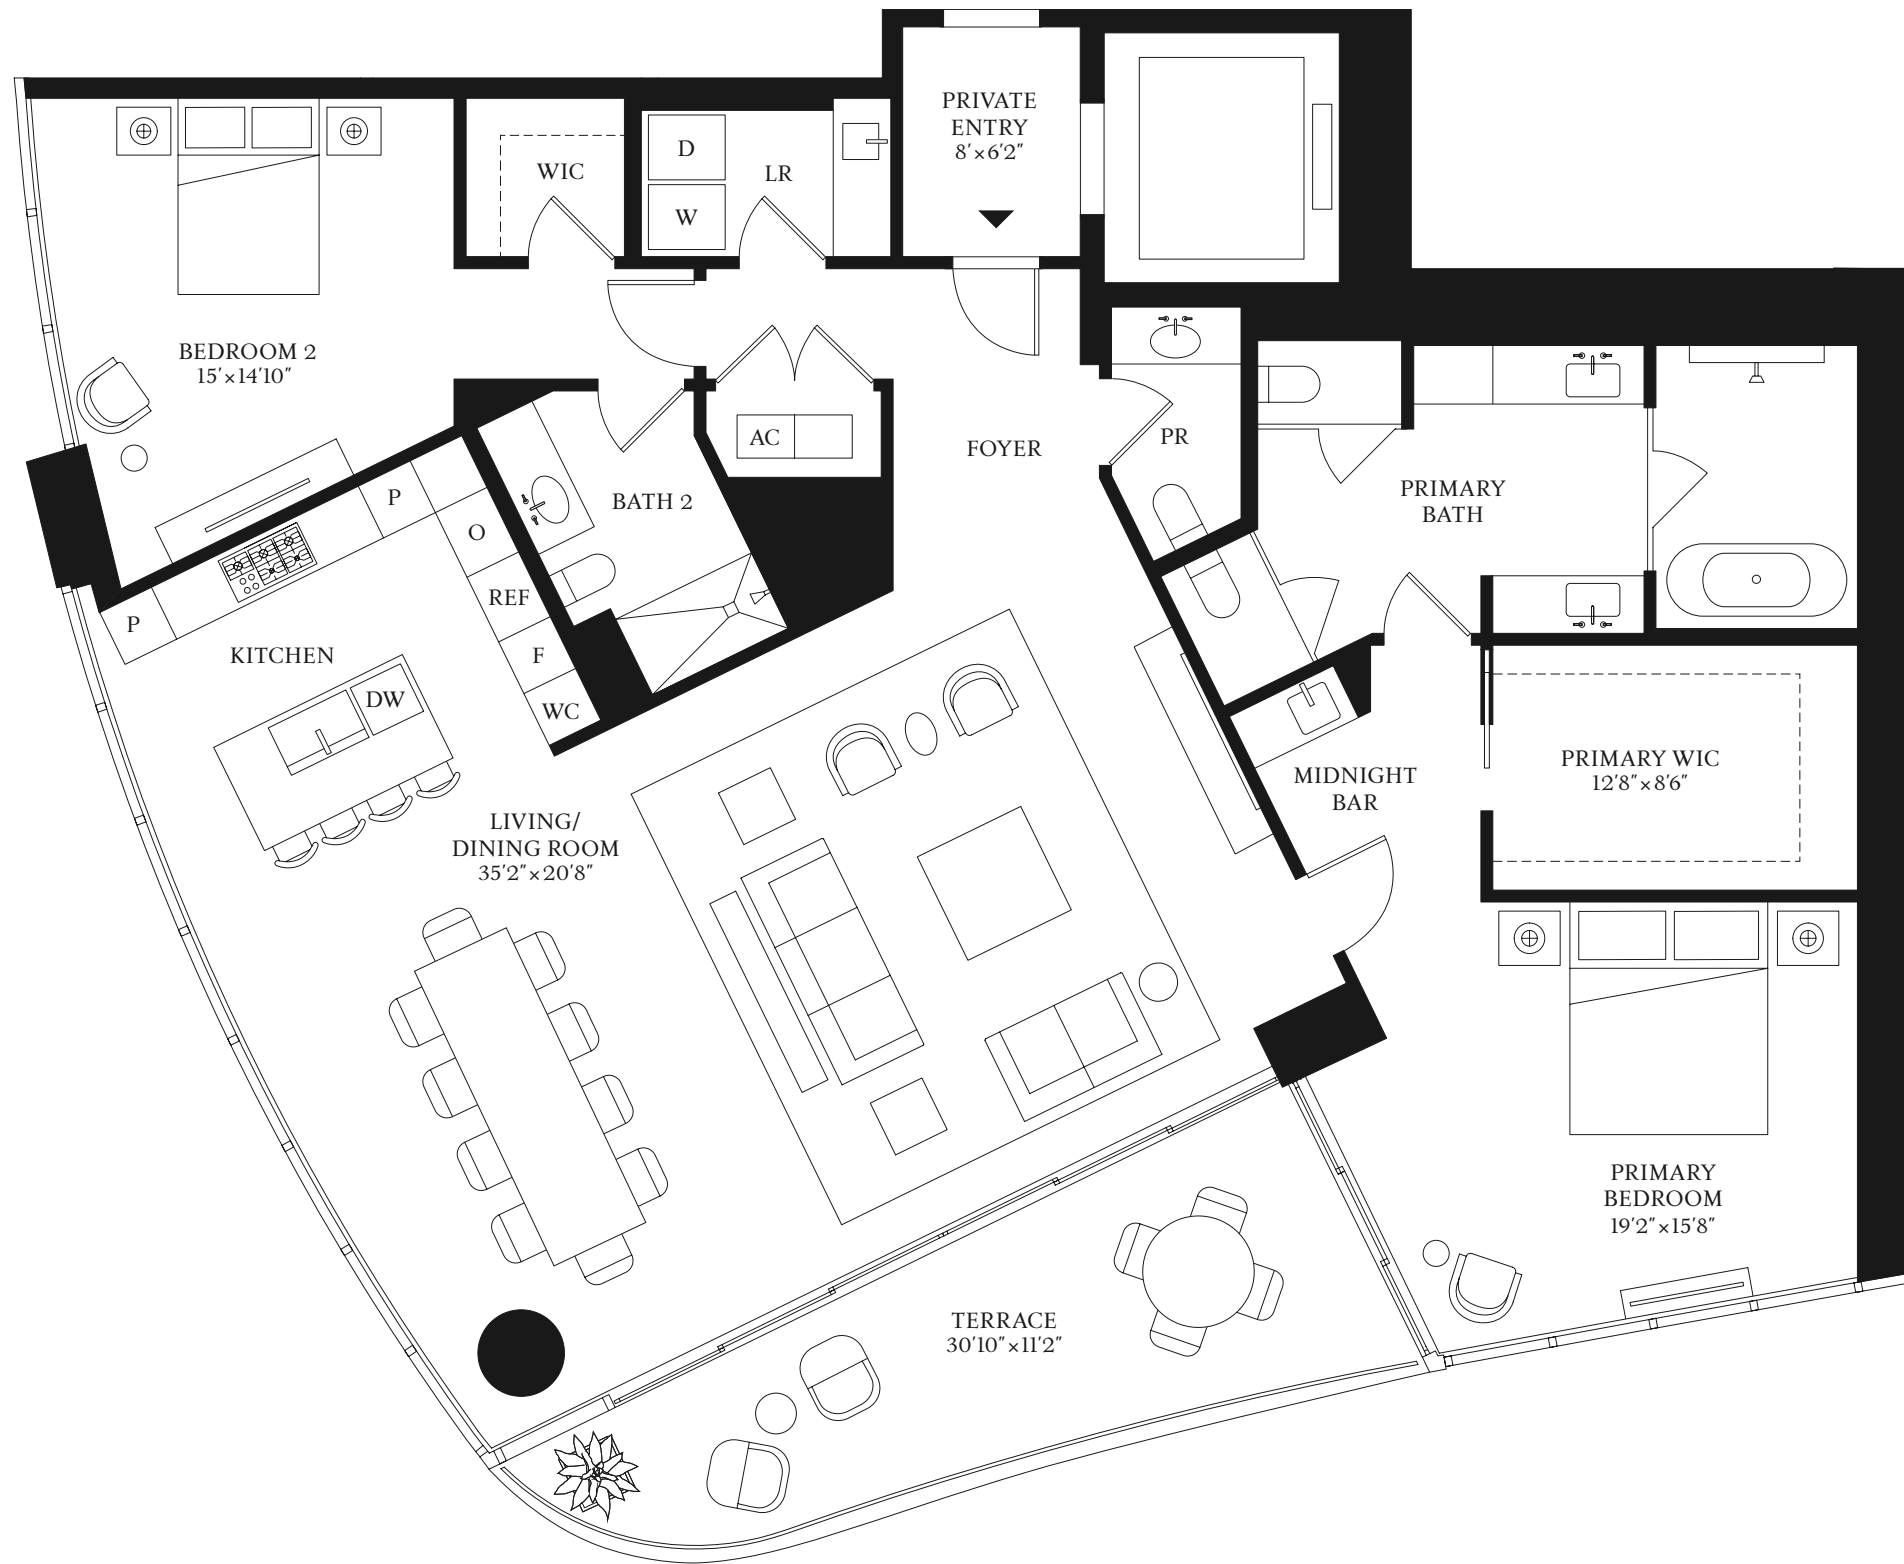 PRIVATE
ENTRY
8'×6'2"
D
W
LR
WIC
BEDROOM 2
15'×14'10"
AC
FOYER
PR
PRIMARY
BATH
BATH 2
P
O
REF
F
WC
P
KITCHEN
DW
LIVING/
DINING ROOM
35'2"×20'8"
MIDNIGHT
BAR
PRIMARY WIC
12'8"×8'6"
PRIMARY
BEDROOM
19'2"×15'8"
TERRACE
30'10"×11'2"